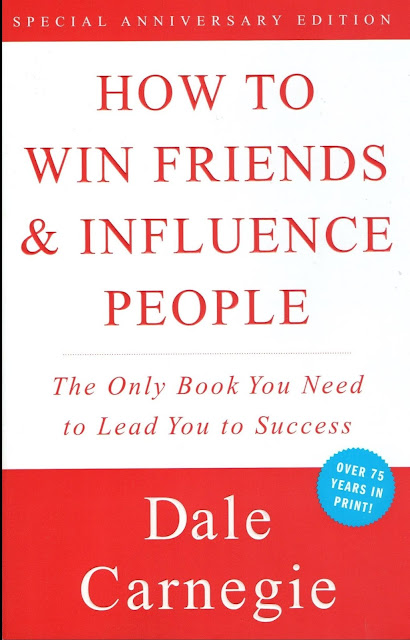 SPECIAL ANNIVERSARY EDITION
HOW TO
WIN FRIENDS
& INFLUENCE
PEOPLE
The Only Book You Need
to Lead You to Success
OVER 75
YEARS IN
PRINT!
Dale
Carnegie